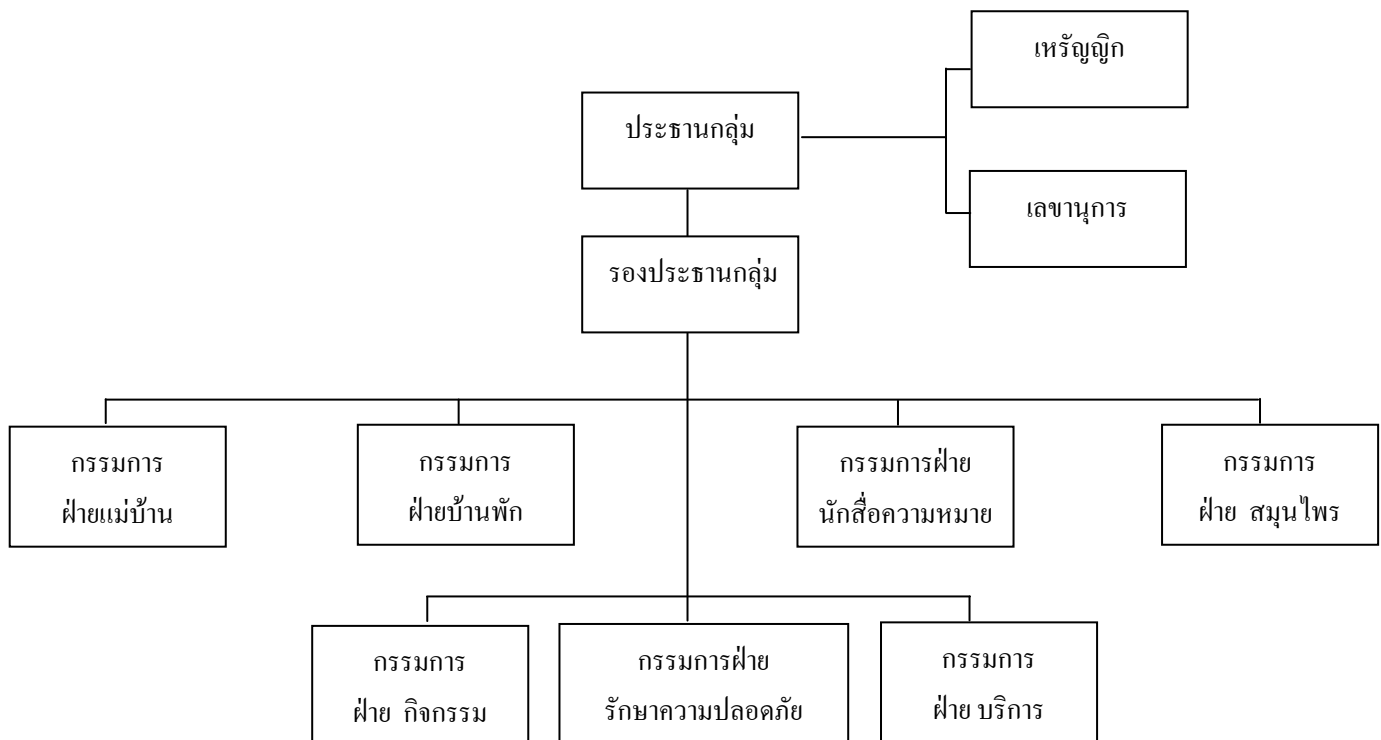 เหรัญญิก
ประธานกลุ่ม
เลขานุการ
รองประธานกลุ่ม
กรรมการ
ฝ่ายแม่บ้าน
กรรมการ
ฝ่ายบ้านพัก
กรรมการฝ่าย
นักสื่อความหมาย
กรรมการ
ฝ่าย สมุนไพร
กรรมการ
ฝ่าย กิจกรรม
กรรมการฝ่าย
รักษาความปลอดภัย
กรรมการ
ฝ่าย บริการ